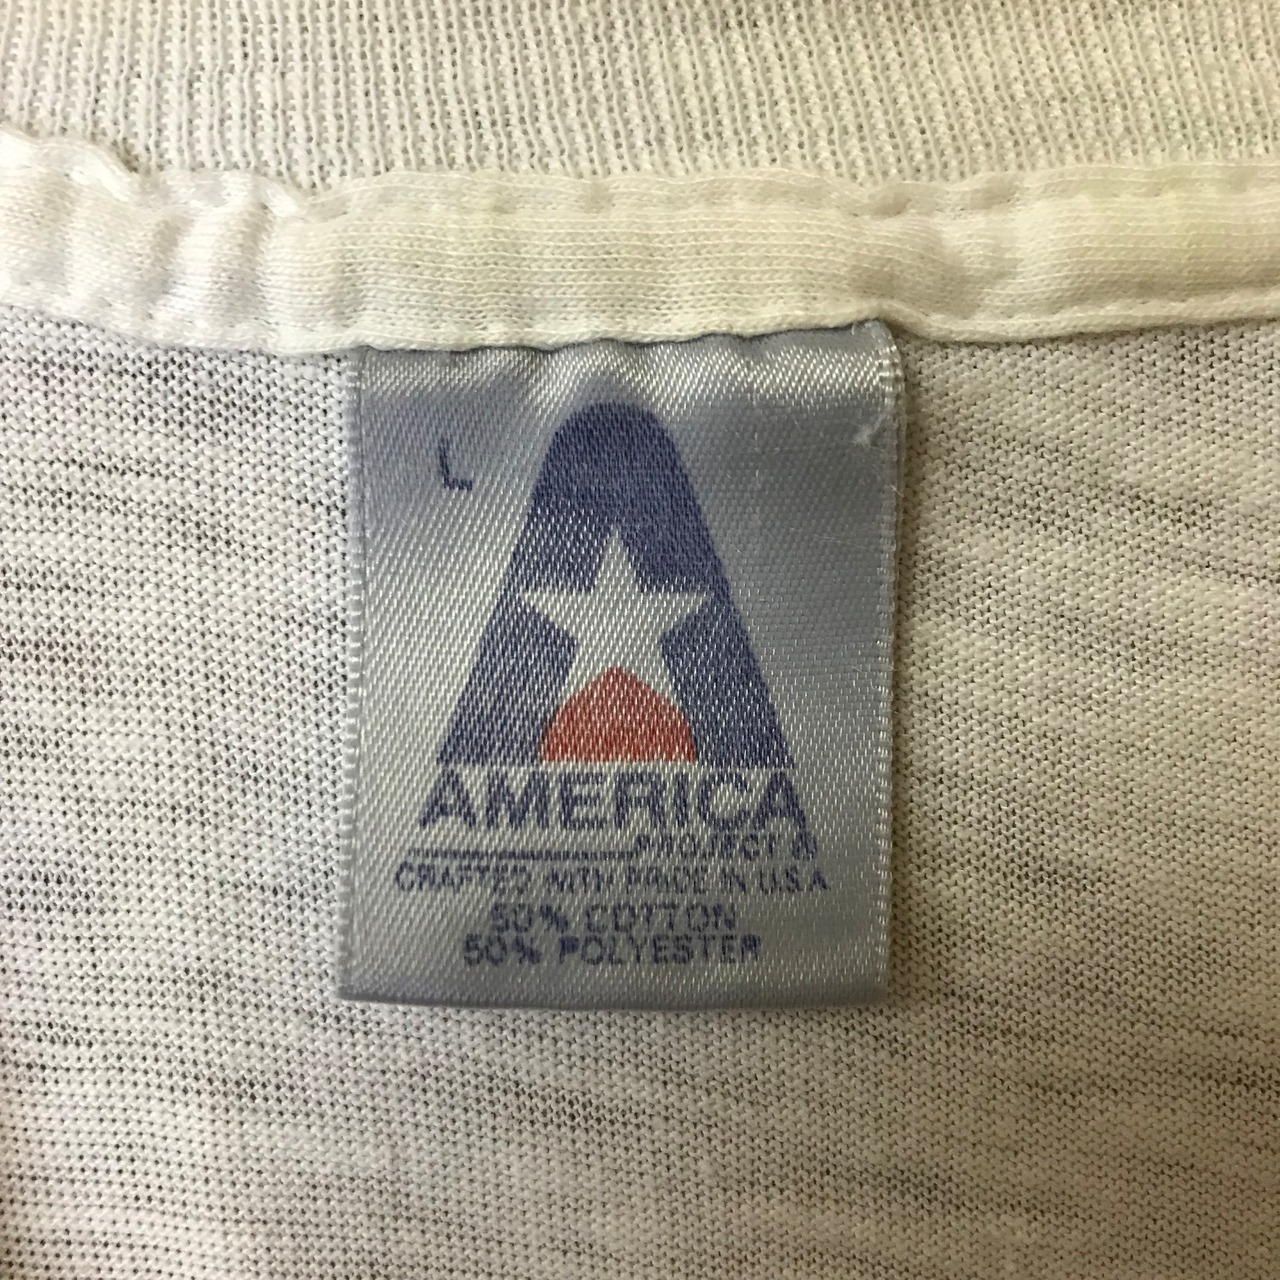 L
AMERICA
PROJECT A
CRAFTED WITH PRIDE IN U.S.A
50% COTTON
50% POLYESTER